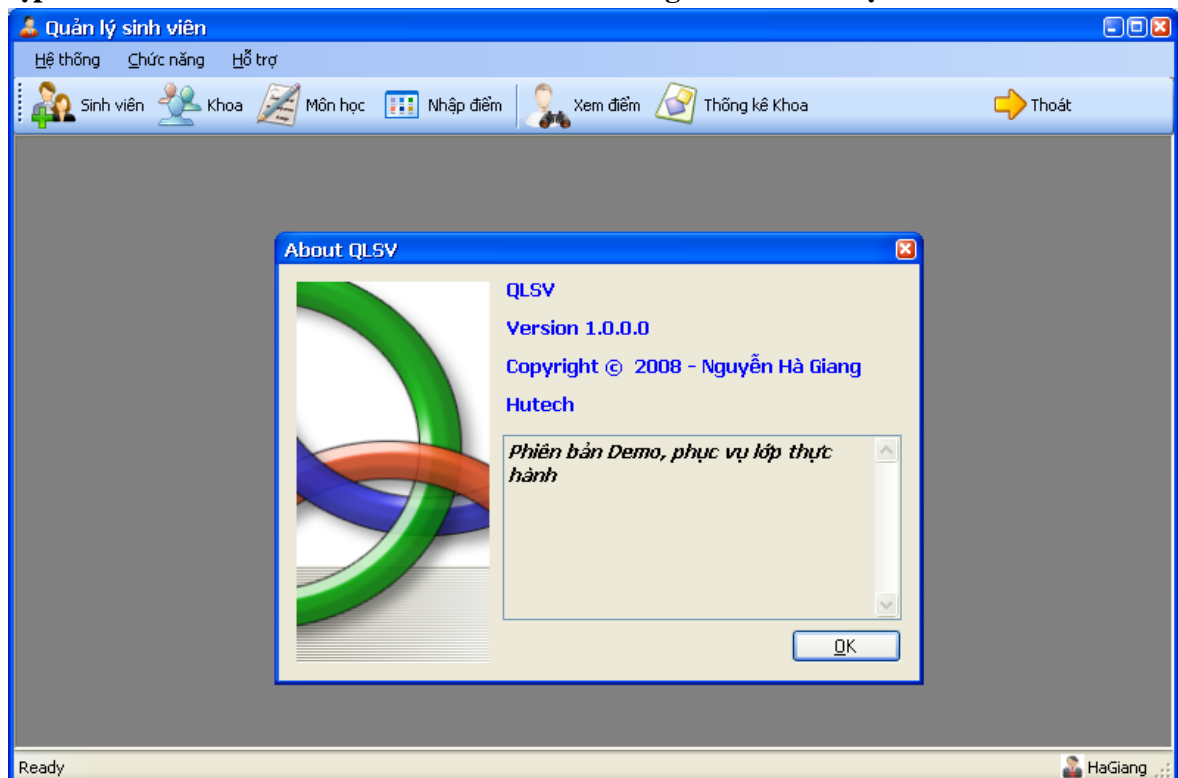 Quản lý sinh viên
Hệ thống Chức năng Hỗ trợ
Sinh viên Khoa Môn học Nhập điểm Xem điểm Thống kê Khoa Thoát
About QLSV
QLSV
Version 1.0.0.0
Copyright © 2008 - Nguyễn Hà Giang
Hutech
Phiên bản Demo, phục vụ lớp thực
hành
OK
Ready HaGiang